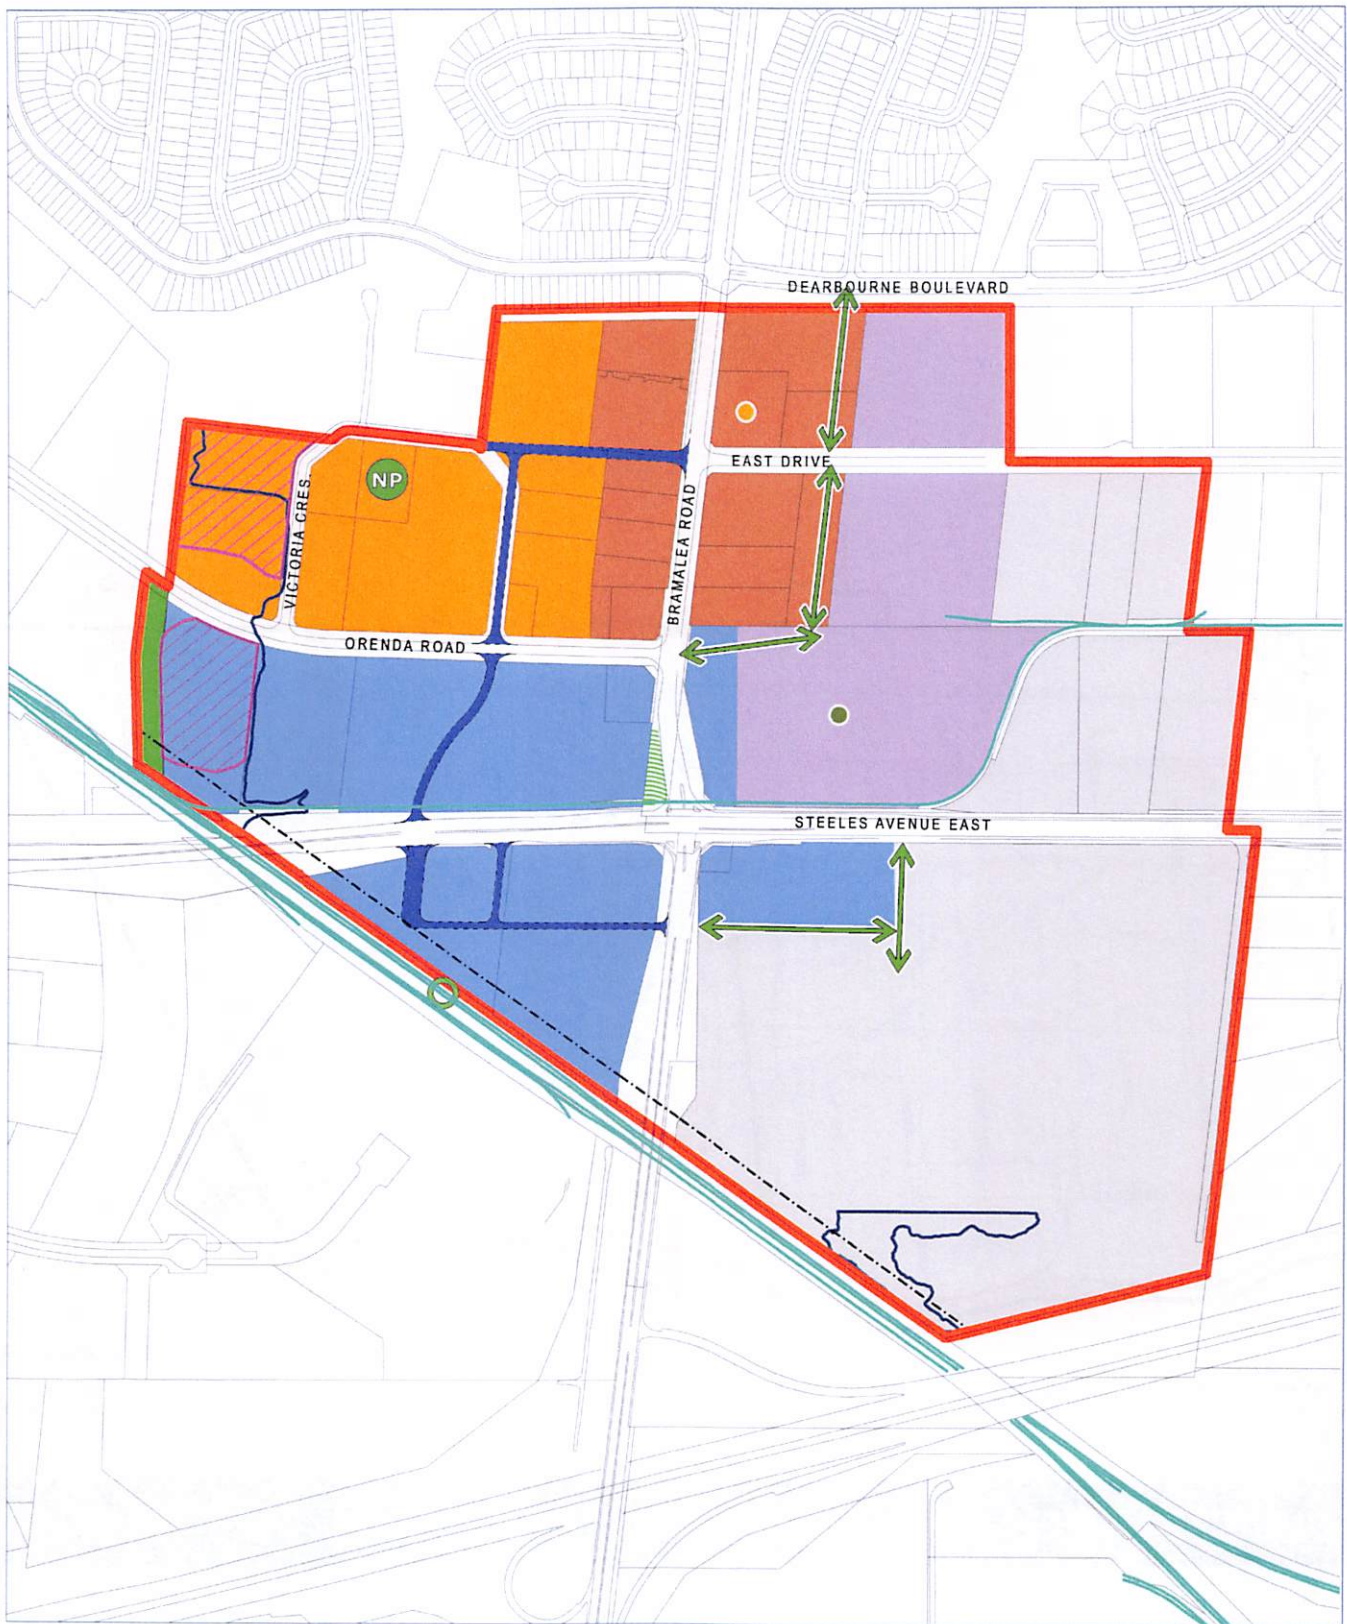 DEARBOURNE BOULEVARD
EAST DRIVE
NP
VICTORIA CRES.
BRAMALEA ROAD
ORENDA ROAD
STEELES AVENUE EAST